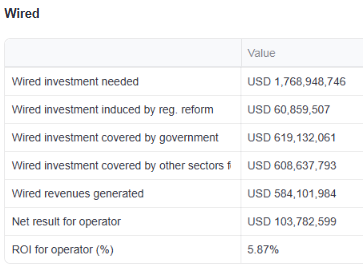 Wired
Value
Wired investment needed USD 1,768,948,746
Wired investment induced by reg. reform USD 60,859,507
Wired investment covered by government USD 619,132,061
Wired investment covered by other sectors USD 608,637,793
Wired revenues generated USD 584,101,984
Net result for operator USD 103,782,599
ROI for operator (%) 5.87%